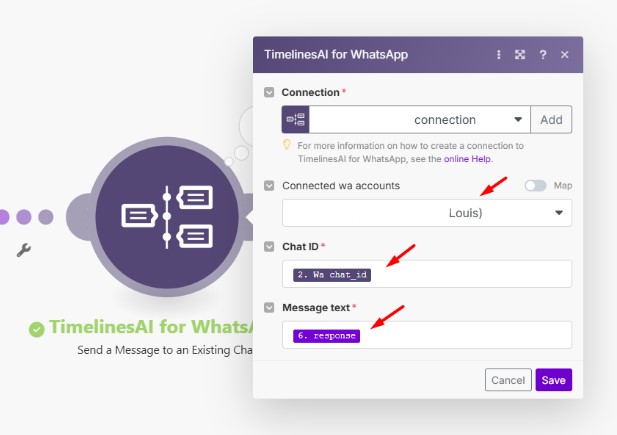 TimelinesAI for WhatsApp
?
Connection *
connection
Add
For more information on how to create a connection to
TimelinesAI for WhatsApp, see the online Help.
Connected wa accounts
Map
Louis)
Chat ID *
2. Wa chat_id
Message text *
6. response
Cancel
Save
TimelinesAI for WhatsA
Send a Message to an Existing Cha